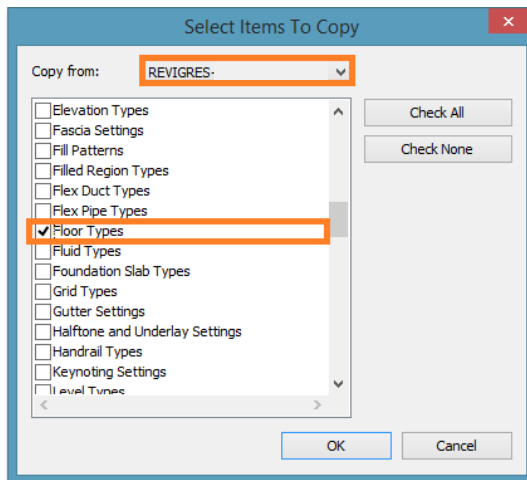 Select Items To Copy
Copy from: REVIGRES-
Elevation Types
Fascia Settings
Fill Patterns
Filled Region Types
Flex Duct Types
Flex Pipe Types
Floor Types
Fluid Types
Foundation Slab Types
Grid Types
Gutter Settings
Halftone and Underlay Settings
Handrail Types
Keynoting Settings
Level Types
Check All
Check None
OK Cancel